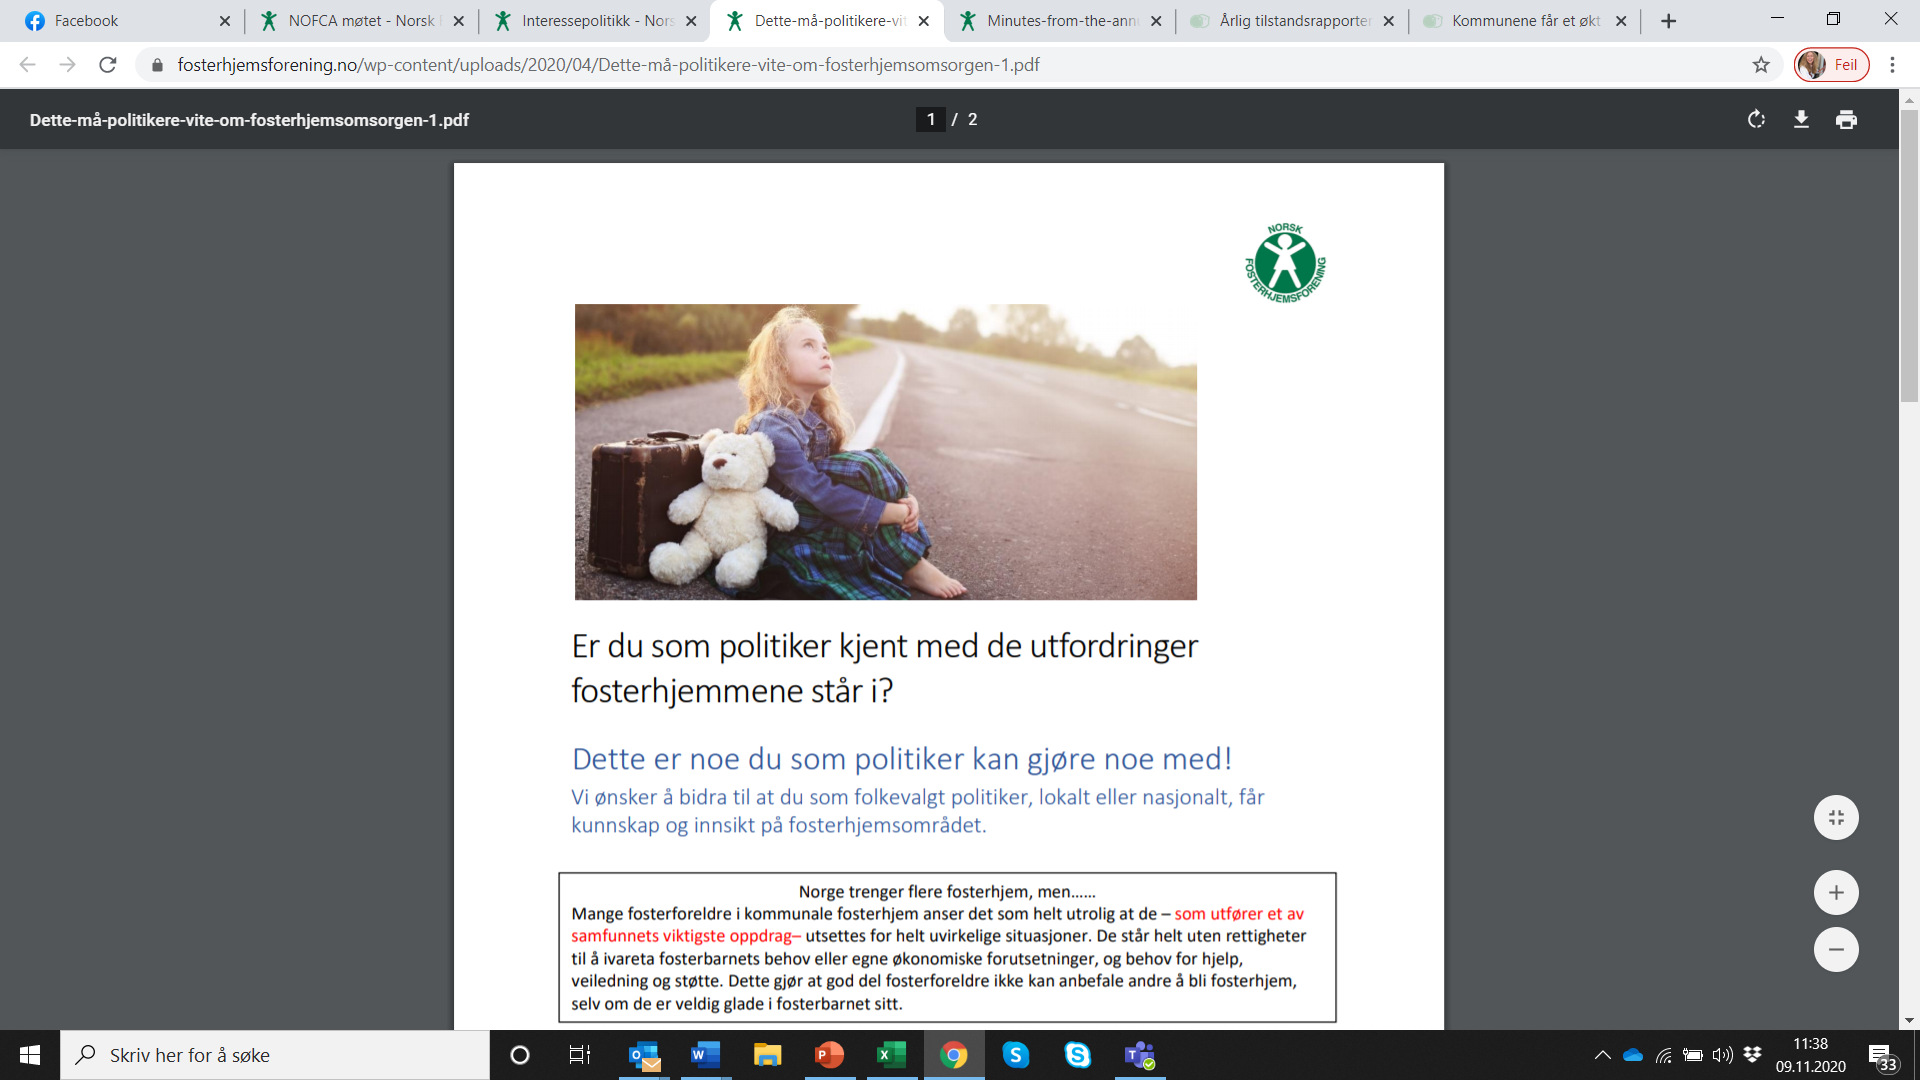 Facebook
NOFCA møtet - Norsk
Interessepolitikk - Nors
Dette-må-politikere-vit
Minutes-from-the-ann
Årlig tilstandsrapporter
Kommunene får et økt
fosterhjemsforening.no/wp-content/uploads/2020/04/Dette-må-politikere-vite-om-fosterhjemsomsorgen-1.pdf
Feil
Dette-må-politikere-vite-om-fosterhjemsomsorgen-1.pdf
1 / 2
NORSK
FOSTERHJEMSFORENING
Er du som politiker kjent med de utfordringer
fosterhjemmene står i?
Dette er noe du som politiker kan gjøre noe med!
Vi ønsker å bidra til at du som folkevalgt politiker, lokalt eller nasjonalt, får
kunnskap og innsikt på fosterhjemsområdet.
Norge trenger flere fosterhjem, men......
Mange fosterforeldre i kommunale fosterhjem anser det som helt utrolig at de – som utfører et av
samfunnets viktigste oppdrag– utsettes for helt uvirkelige situasjoner. De står helt uten rettigheter
til å ivareta fosterbarnets behov eller egne økonomiske forutsetninger, og behov for hjelp,
veiledning og støtte. Dette gjør at god del fosterforeldre ikke kan anbefale andre å bli fosterhjem,
selv om de er veldig glade i fosterbarnet sitt.
Skriv her for å søke
11:38
09.11.2020
33